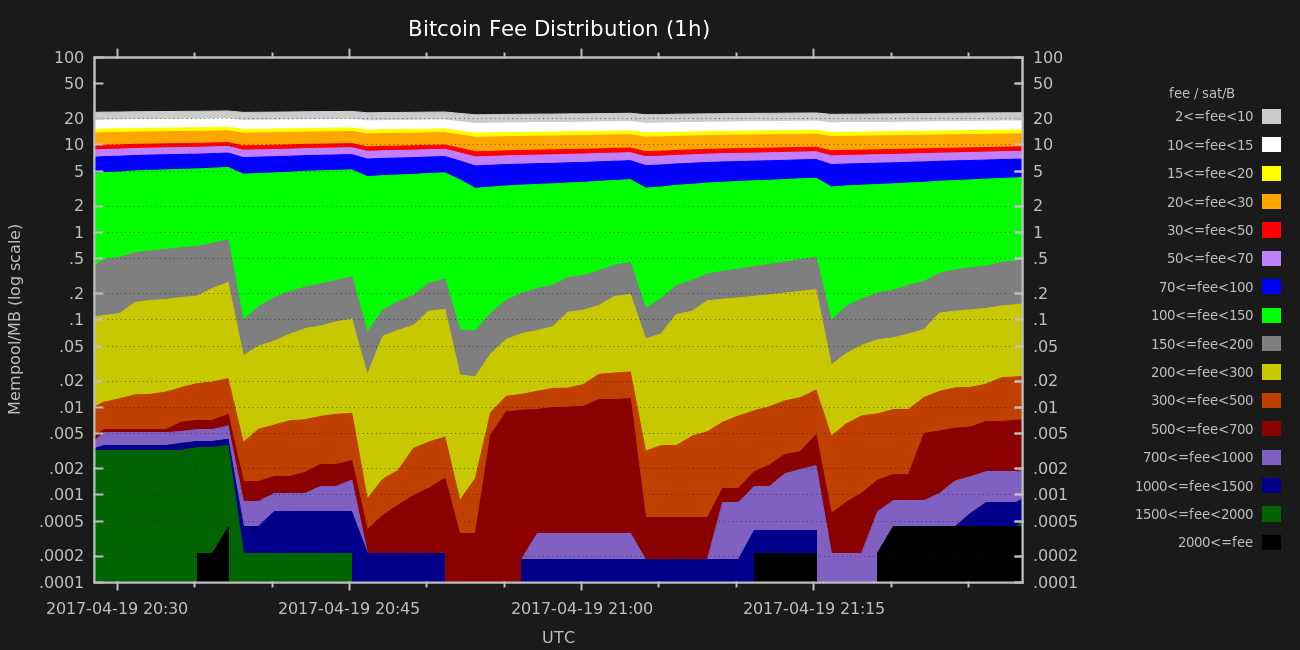 Bitcoin Fee Distribution (1h)
100
50
20
10
5
2
1
.5
.2
.1
.05
.02
.01
.005
.002
.001
.0005
.0002
.0001
Mempool/MB (log scale)
100
50
20
10
5
2
1
.5
.2
.1
.05
.02
.01
.005
.002
.001
.0005
.0002
.0001
2017-04-19 20:30
2017-04-19 20:45
2017-04-19 21:00
2017-04-19 21:15
UTC
fee / sat/B
2<=fee<10
10<=fee<15
15<=fee<20
20<=fee<30
30<=fee<50
50<=fee<70
70<=fee<100
100<=fee<150
150<=fee<200
200<=fee<300
300<=fee<500
500<=fee<700
700<=fee<1000
1000<=fee<1500
1500<=fee<2000
2000<=fee